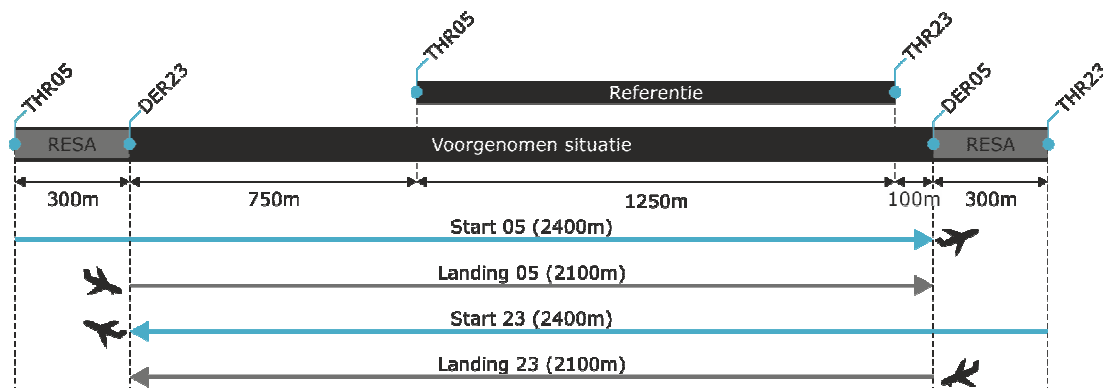 THR05
THR23
THR05
DER23
DER05
THR23
Referentie
RESA
Voorgenomen situatie
RESA
300m
750m
1250m
100m
300m
Start 05 (2400m)
Landing 05 (2100m)
Start 23 (2400m)
Landing 23 (2100m)